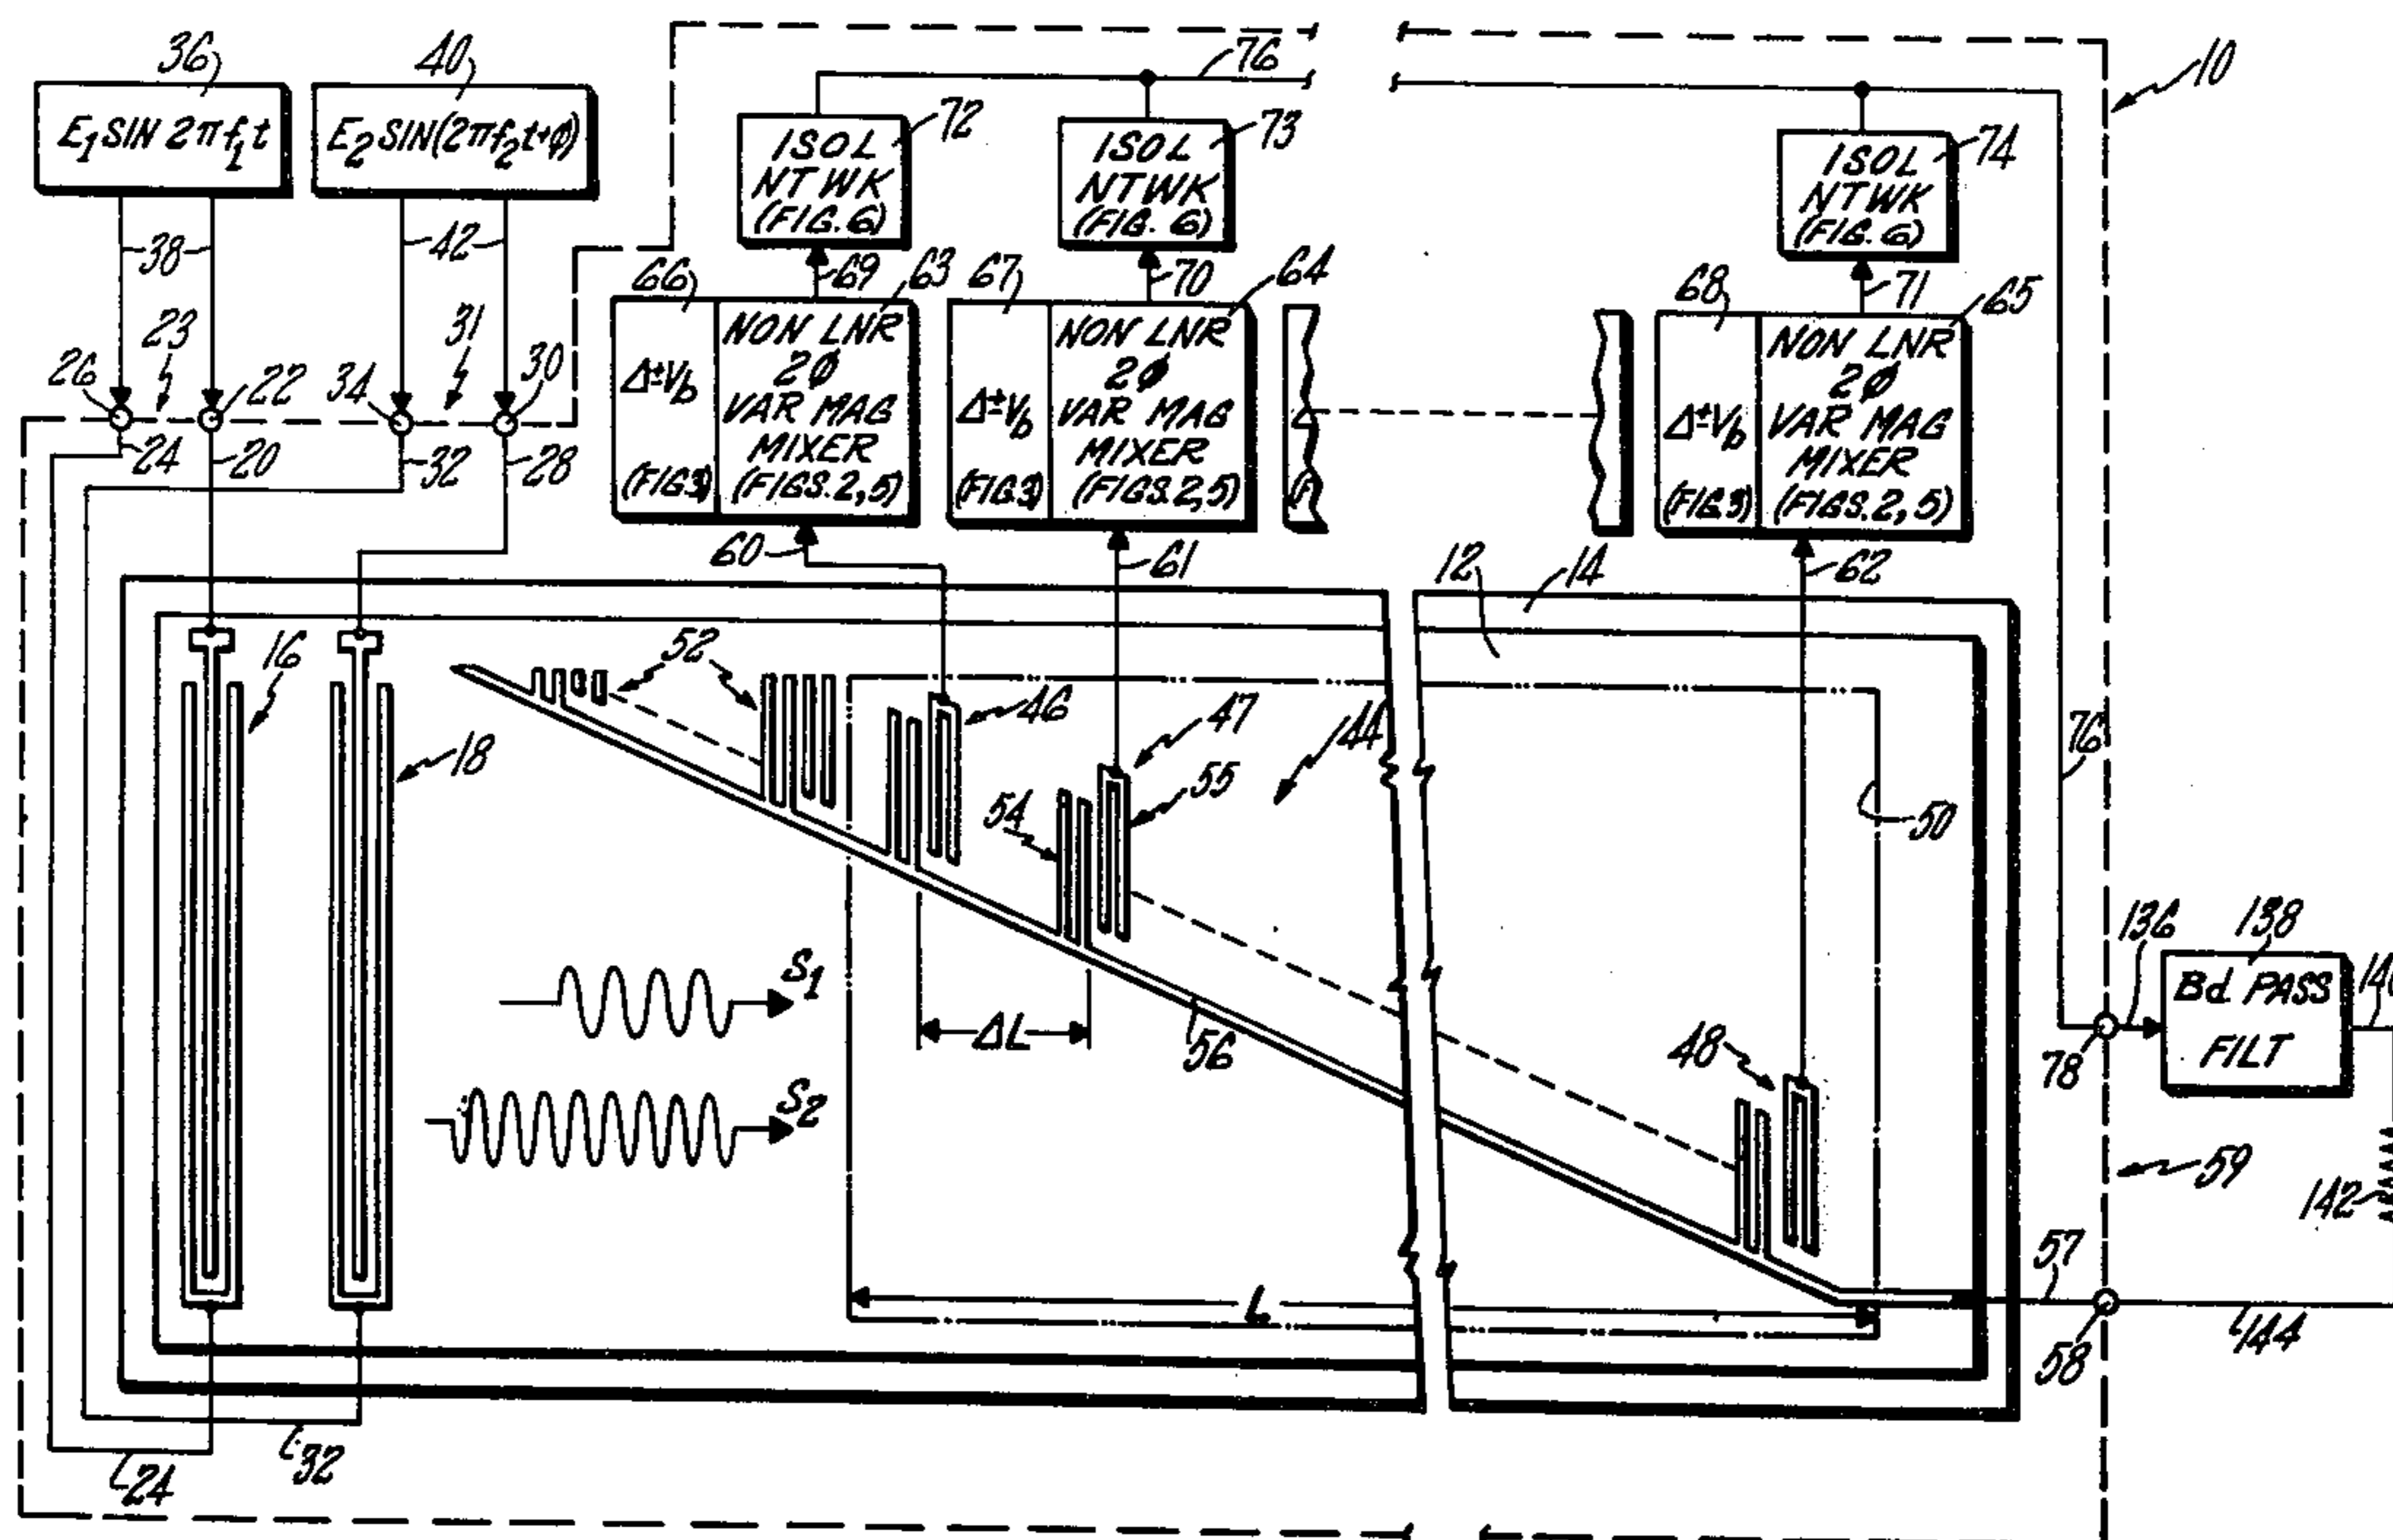 36
40
76
10
E1 SIN 2πf1t
E2 SIN(2πf2t+ϕ)
ISOL
NTWK
(FIG. 6)
72
ISOL
NTWK
(FIG. 6)
73
ISOL
NTWK
(FIG. 6)
74
38
42
66
69
63
67
70
64
68
71
65
23
31
26
22
34
30
24
20
32
28
Δ±Vb
(FIG3)
NON LNR
2ϕ
VAR MAG
MIXER
(FIGS. 2, 5)
Δ±Vb
(FIG.3)
NON LNR
2ϕ
VAR MAG
MIXER
(FIGS. 2, 5)
Δ±Vb
(FIG.3)
NON LNR
2ϕ
VAR MAG
MIXER
(FIGS. 2, 5)
60
61
12
14
62
16
52
46
47
44
18
76
55
50
54
S1
ΔL
56
S2
48
136
138
Bd. PASS
FILT
78
59
142
L
57
58
144
24
32